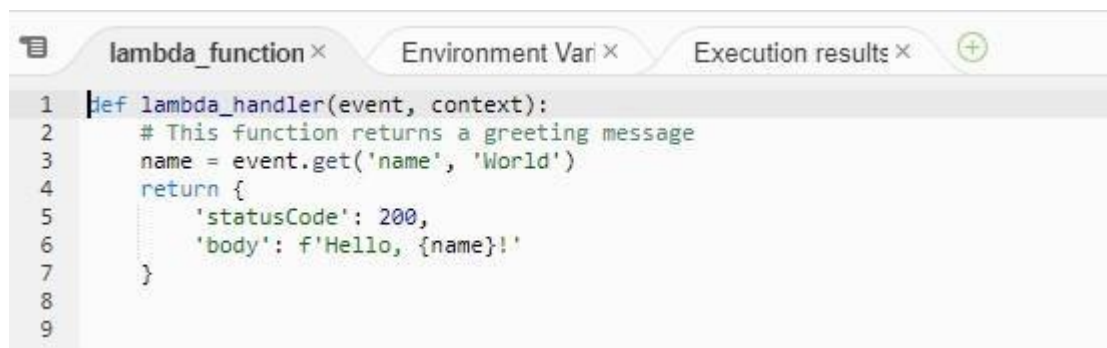 lambda_function × Environment Vari × Execution results ×
1 def lambda_handler(event, context):
2     # This function returns a greeting message
3     name = event.get('name', 'World')
4     return {
5         'statusCode': 200,
6         'body': f'Hello, {name}!'
7     }
8
9